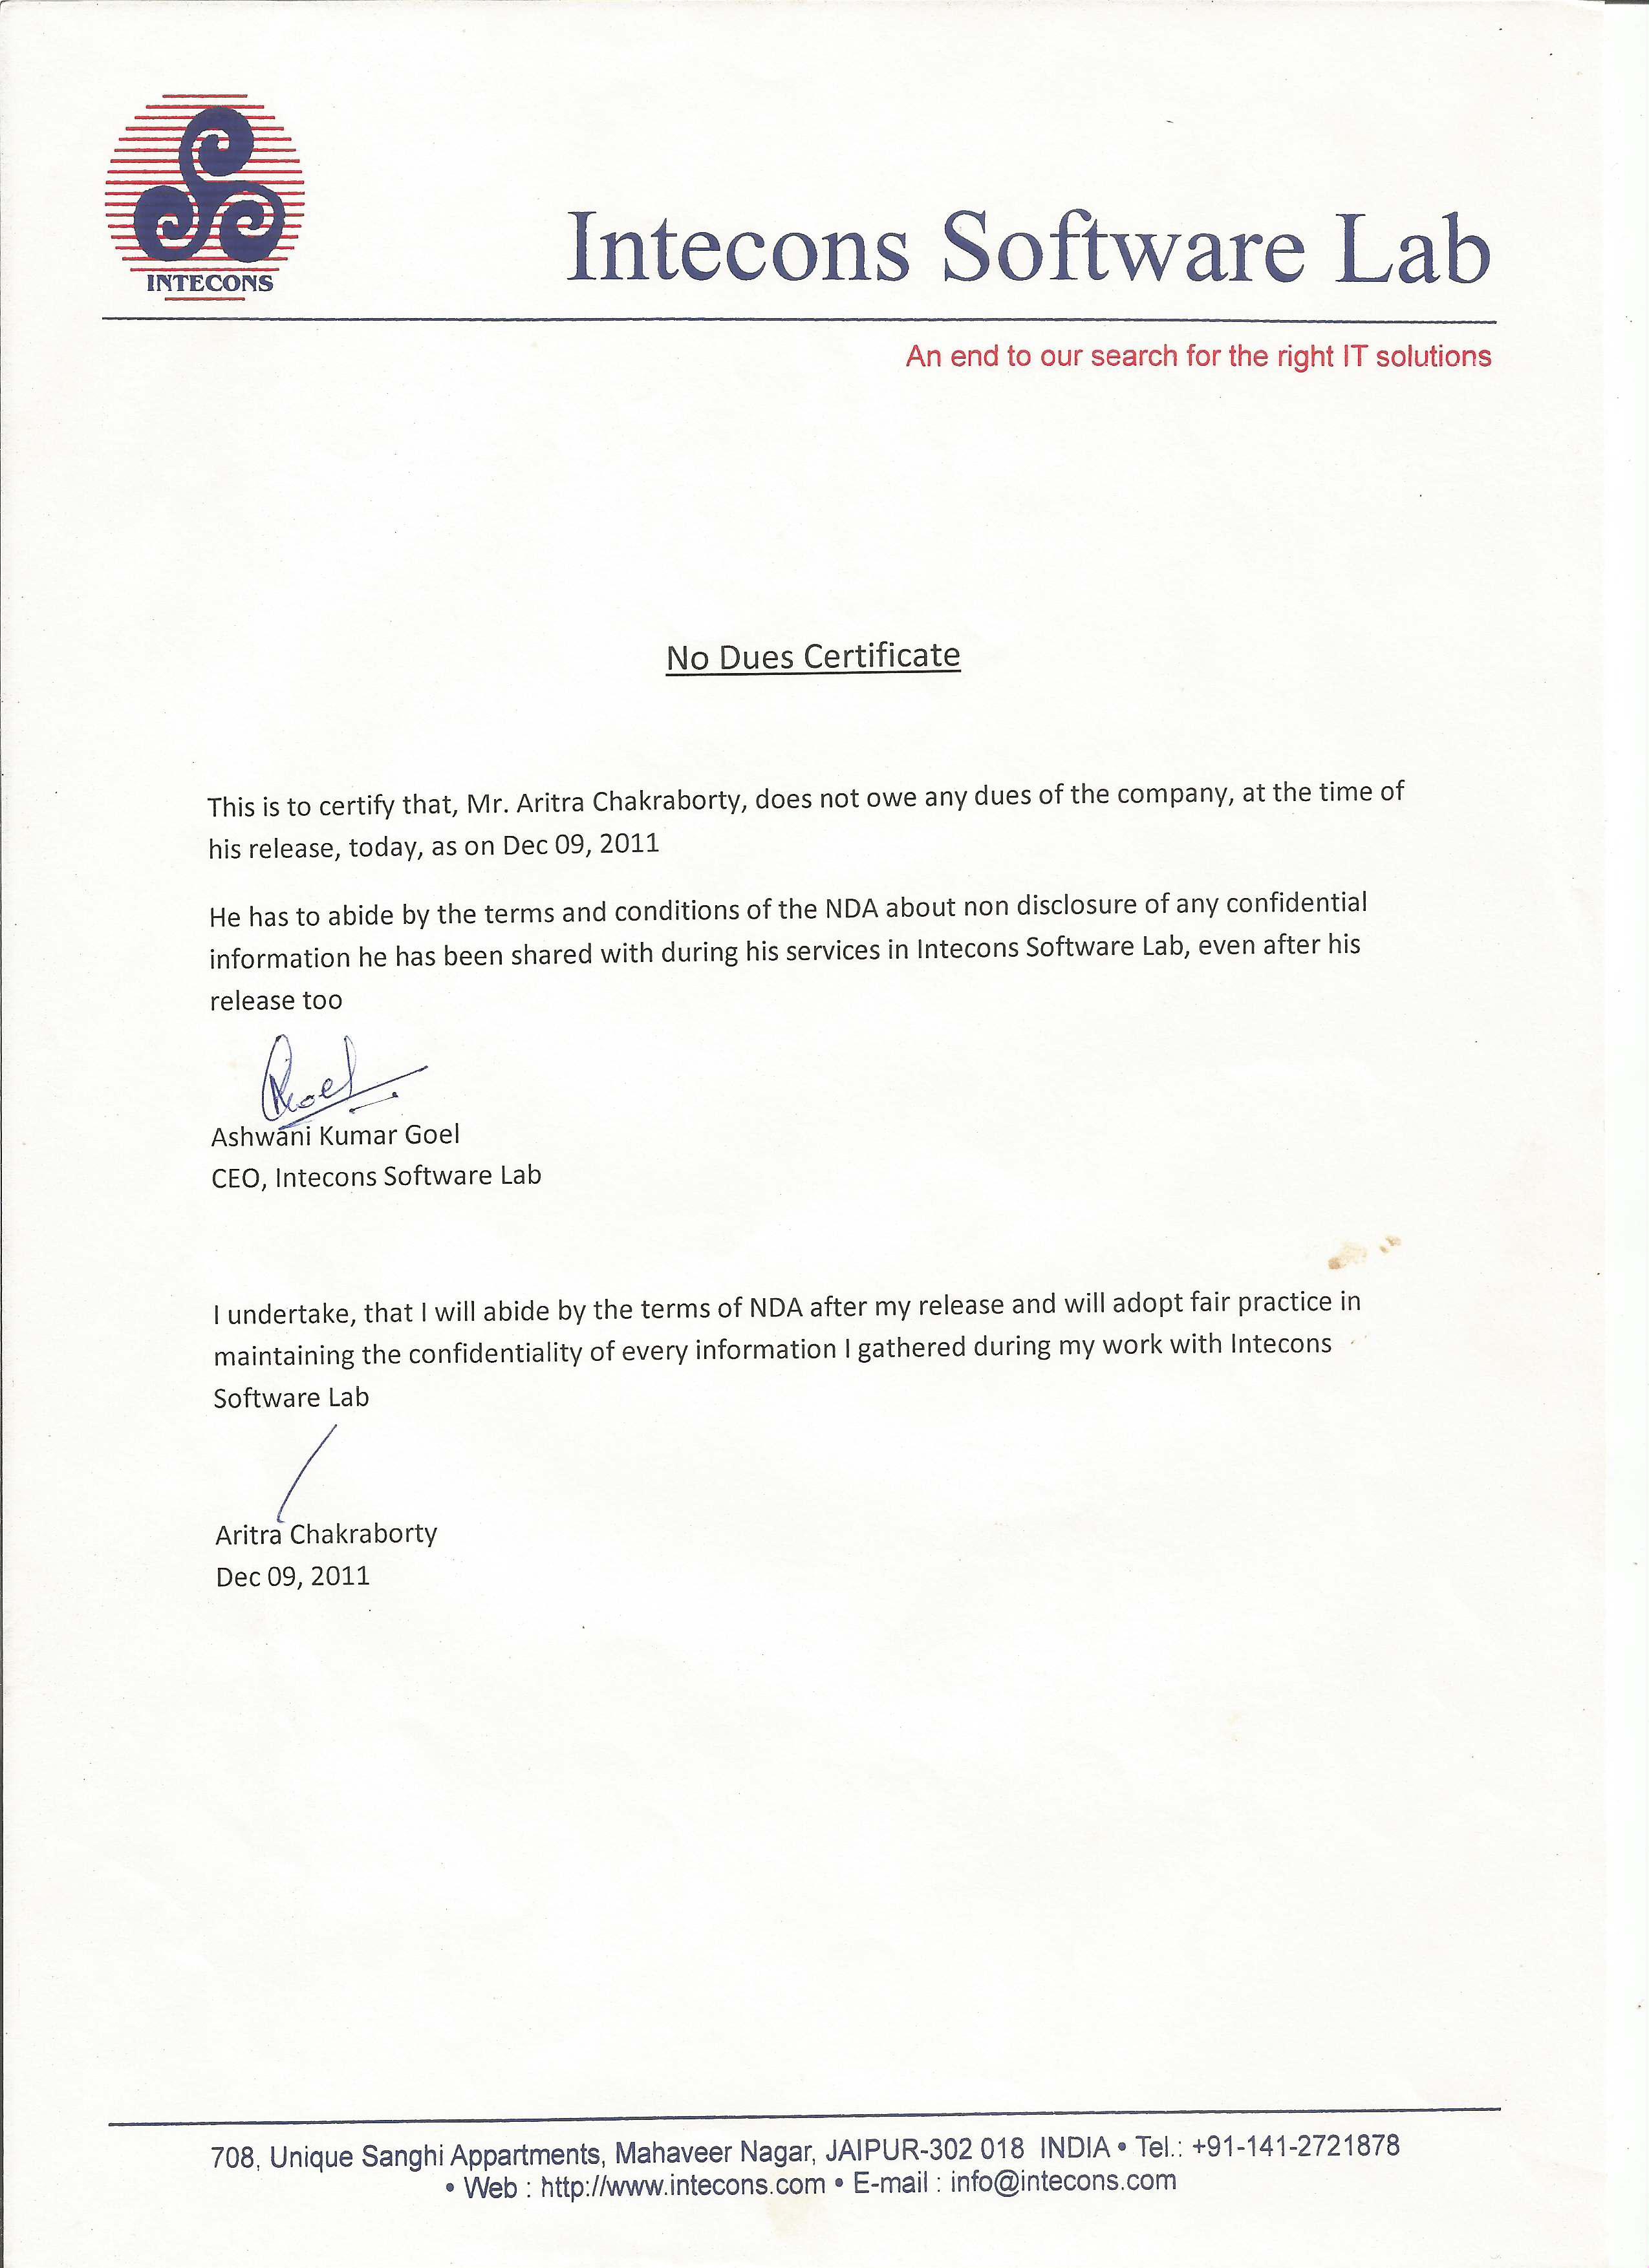 INTECONS
Intecons Software Lab
An end to our search for the right IT solutions
No Dues Certificate
This is to certify that, Mr. Aritra Chakraborty, does not owe any dues of the company, at the time of
his release, today, as on Dec 09, 2011
He has to abide by the terms and conditions of the NDA about non disclosure of any confidential
information he has been shared with during his services in Intecons Software Lab, even after his
release too
Ashwani Kumar Goel
CEO, Intecons Software Lab
I undertake, that I will abide by the terms of NDA after my release and will adopt fair practice in
maintaining the confidentiality of every information I gathered during my work with Intecons
Software Lab
Aritra Chakraborty
Dec 09, 2011
708, Unique Sanghi Appartments, Mahaveer Nagar, JAIPUR-302 018 INDIA • Tel.: +91-141-2721878
• Web : http://www.intecons.com • E-mail : info@intecons.com